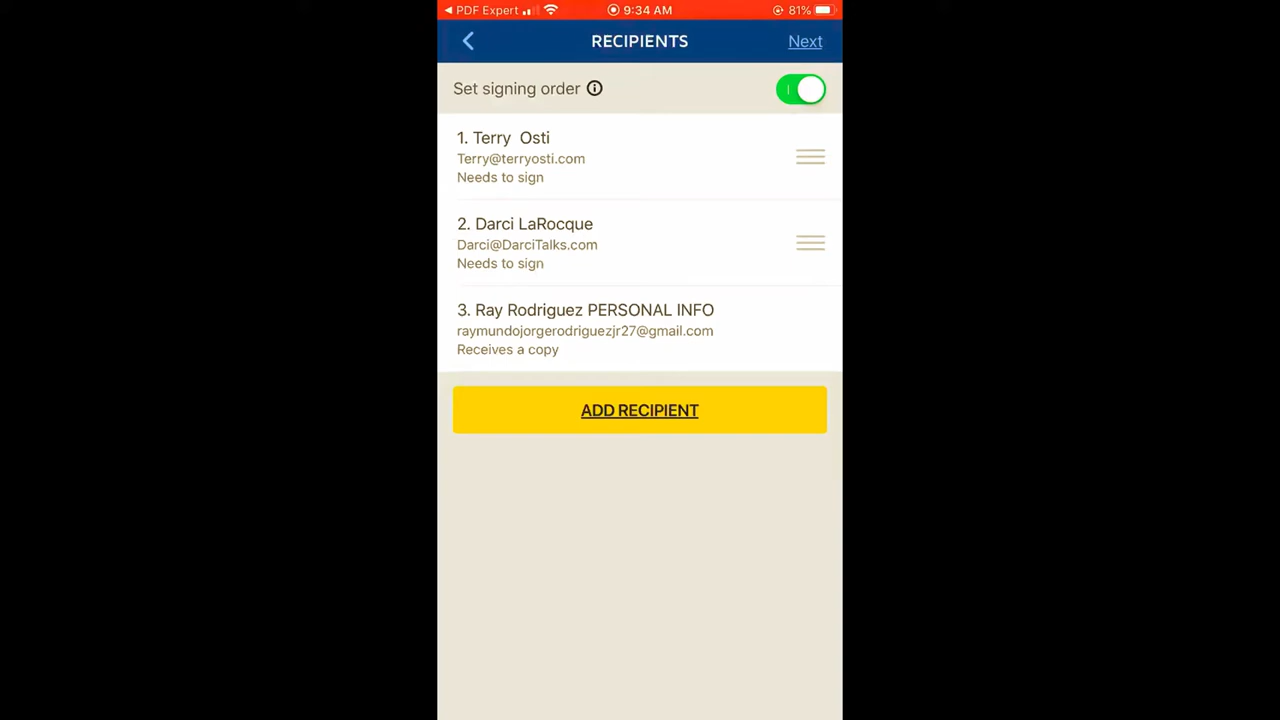 PDF Expert 9:34 AM 81%
RECIPIENTS Next
Set signing order
1. Terry Osti
Terry@terryosti.com
Needs to sign
2. Darci LaRocque
Darci@DarciTalks.com
Needs to sign
3. Ray Rodriguez PERSONAL INFO
raymundojorgerodriguezjr27@gmail.com
Receives a copy
ADD RECIPIENT